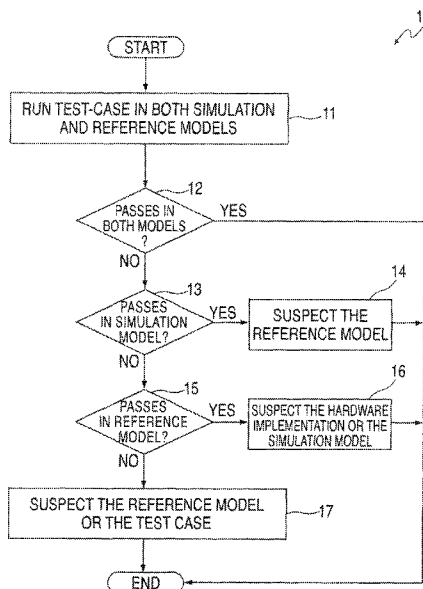 1
START
RUN TEST-CASE IN BOTH SIMULATION
AND REFERENCE MODELS
11
12
PASSES IN
BOTH MODELS
?
YES
NO
13
PASSES
IN SIMULATION
MODEL?
YES
14
SUSPECT THE
REFERENCE MODEL
NO
15
PASSES
IN REFERENCE
MODEL?
YES
16
SUSPECT THE HARDWARE
IMPLEMENTATION OR THE
SIMULATION MODEL
NO
SUSPECT THE REFERENCE MODEL
OR THE TEST CASE
17
END